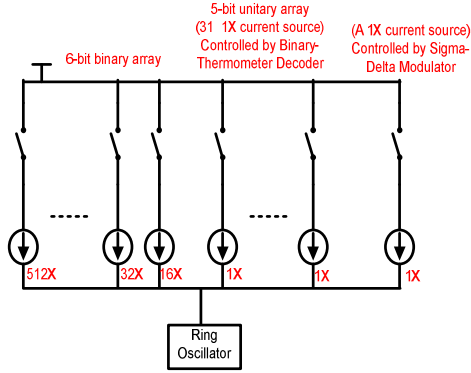 5-bit unitary array
(31 1X current source)
Controlled by Binary-
Thermometer Decoder
6-bit binary array
(A 1X current source)
Controlled by Sigma-
Delta Modulator
512X
32X
16X
1X
1X
1X
Ring
Oscillator